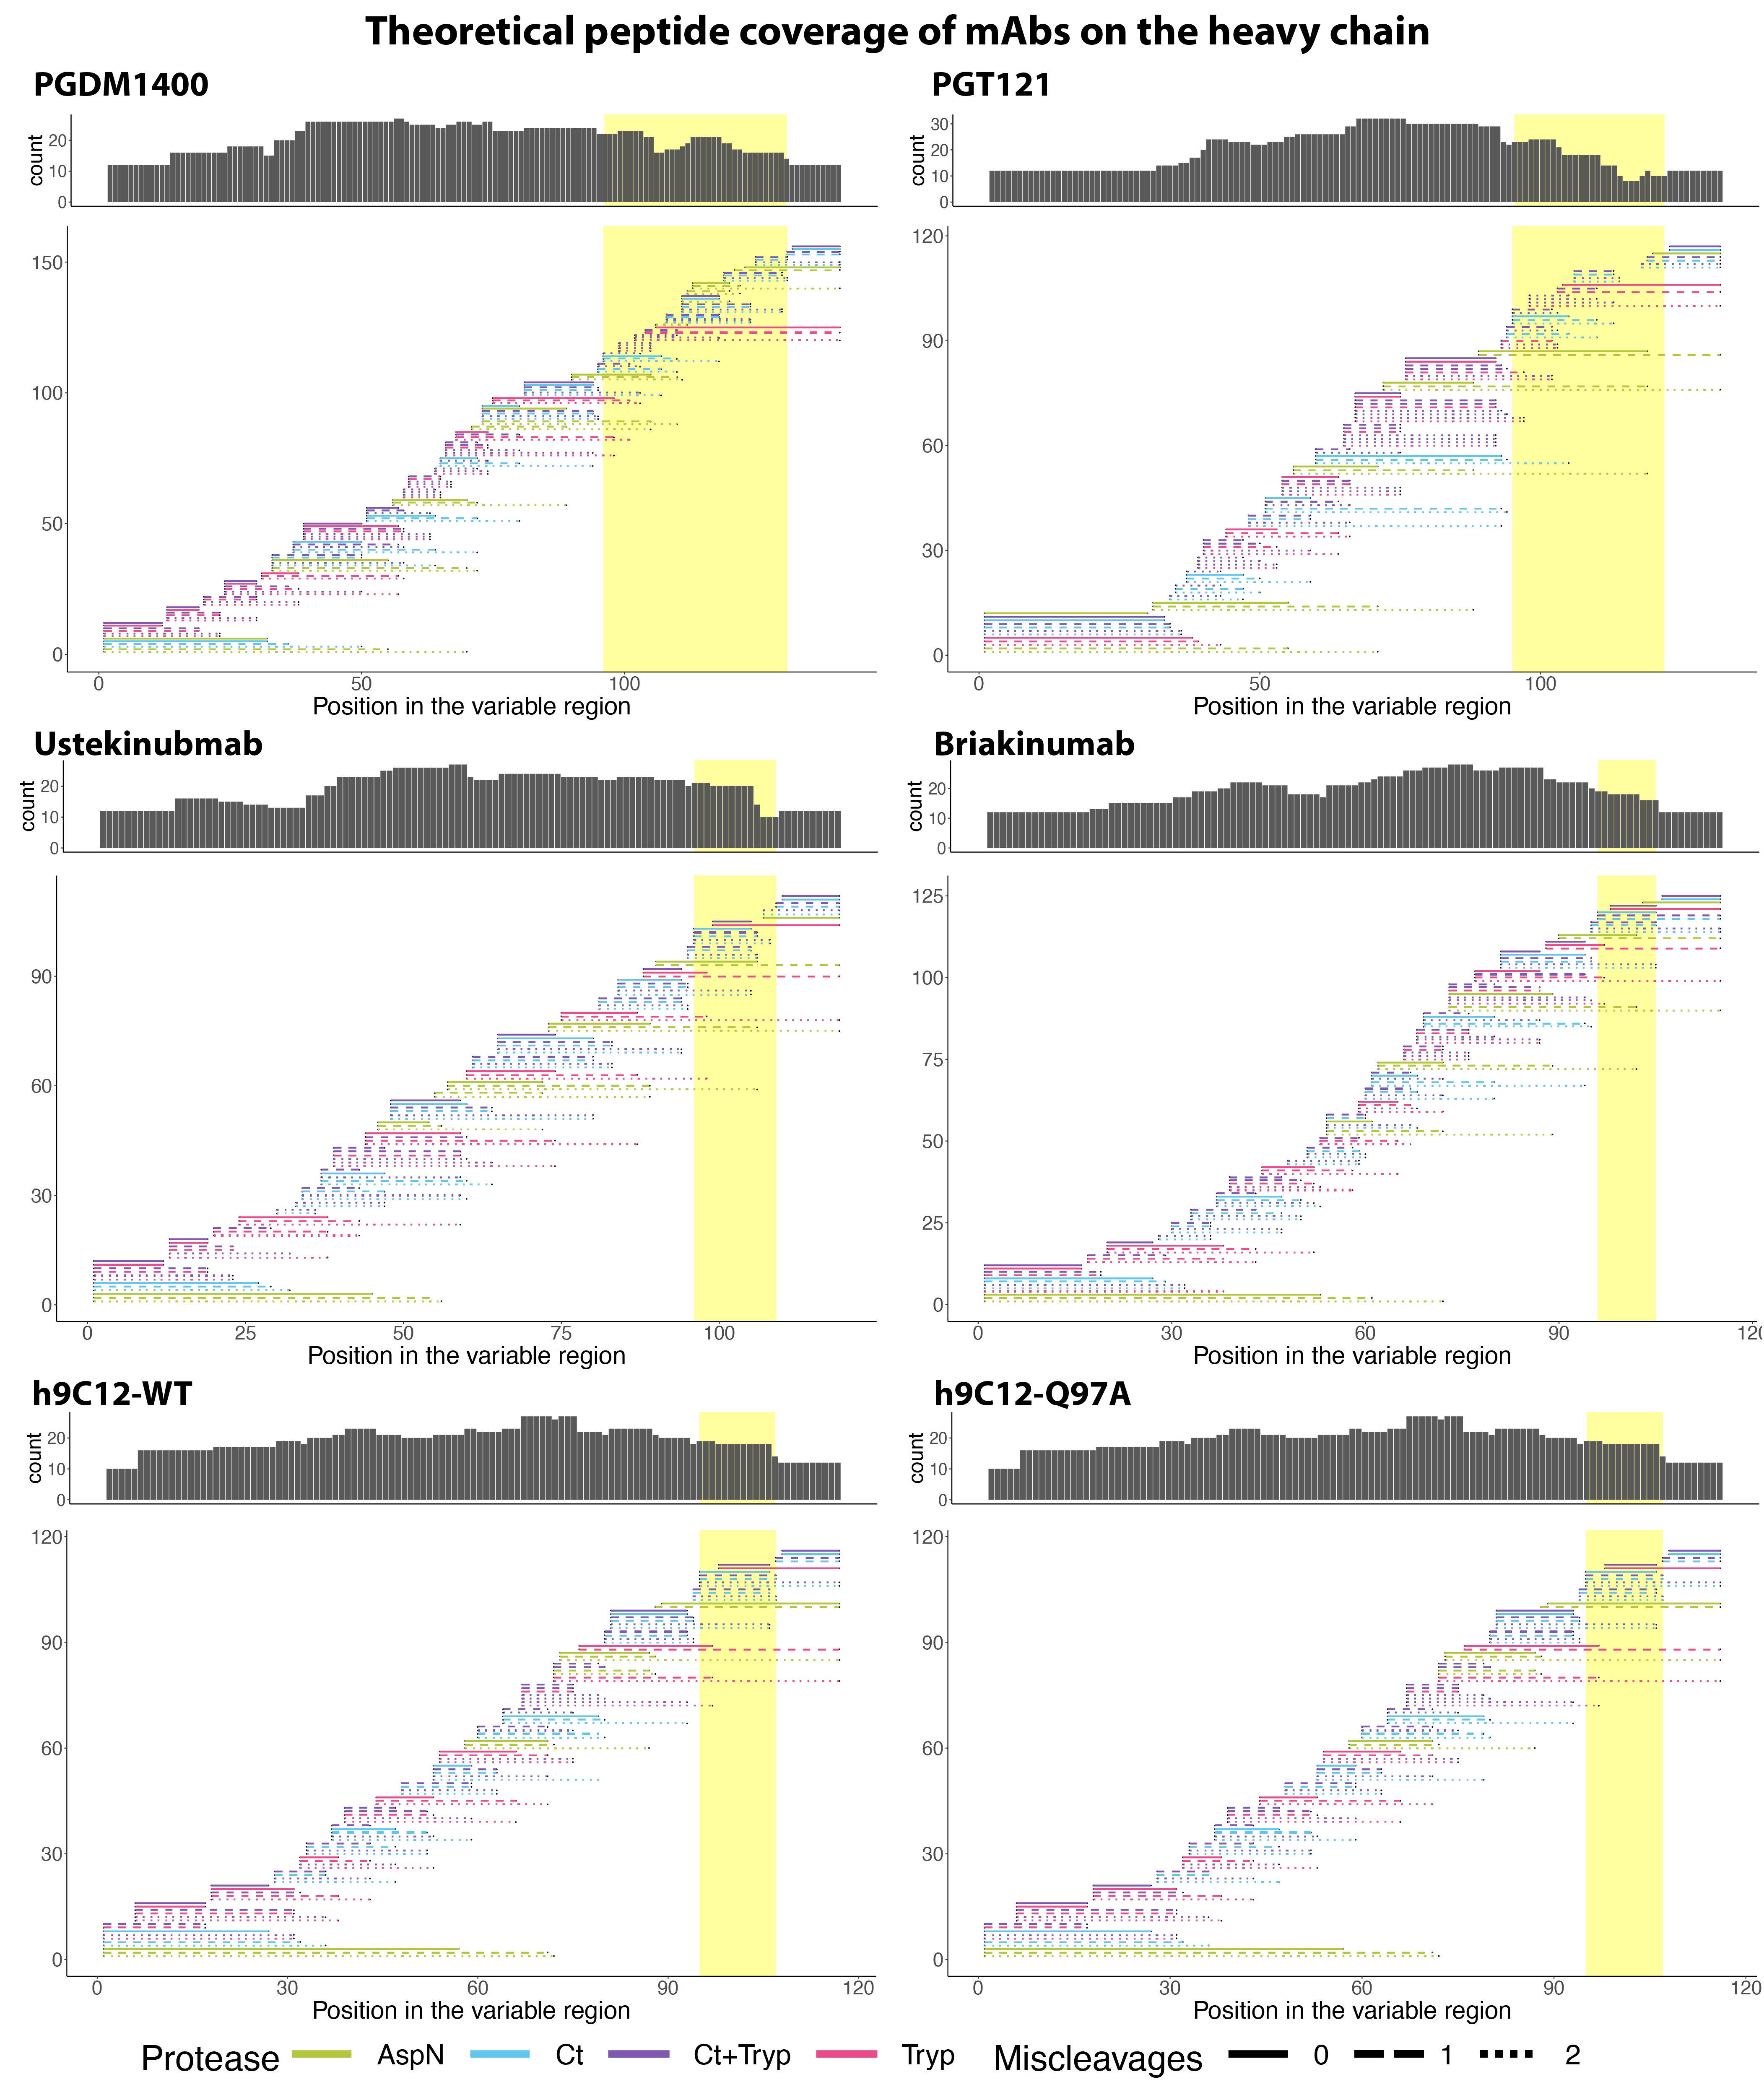 Theoretical peptide coverage of mAbs on the heavy chain
PGDM1400
PGT121
count
20
10
0
count
30
20
10
0
150
100
50
0
0 50 100
Position in the variable region
120
90
60
30
0
0 50 100
Position in the variable region
Ustekinubmab
Briakinumab
count
20
10
0
count
20
10
0
90
60
30
0
0 25 50 75 100
Position in the variable region
125
100
75
50
25
0
0 30 60 90 120
Position in the variable region
h9C12-WT
h9C12-Q97A
count
20
10
0
count
20
10
0
120
90
60
30
0
0 30 60 90 120
Position in the variable region
120
90
60
30
0
0 30 60 90 120
Position in the variable region
Protease AspN Ct Ct+Tryp Tryp Miscleavages 0 1 2